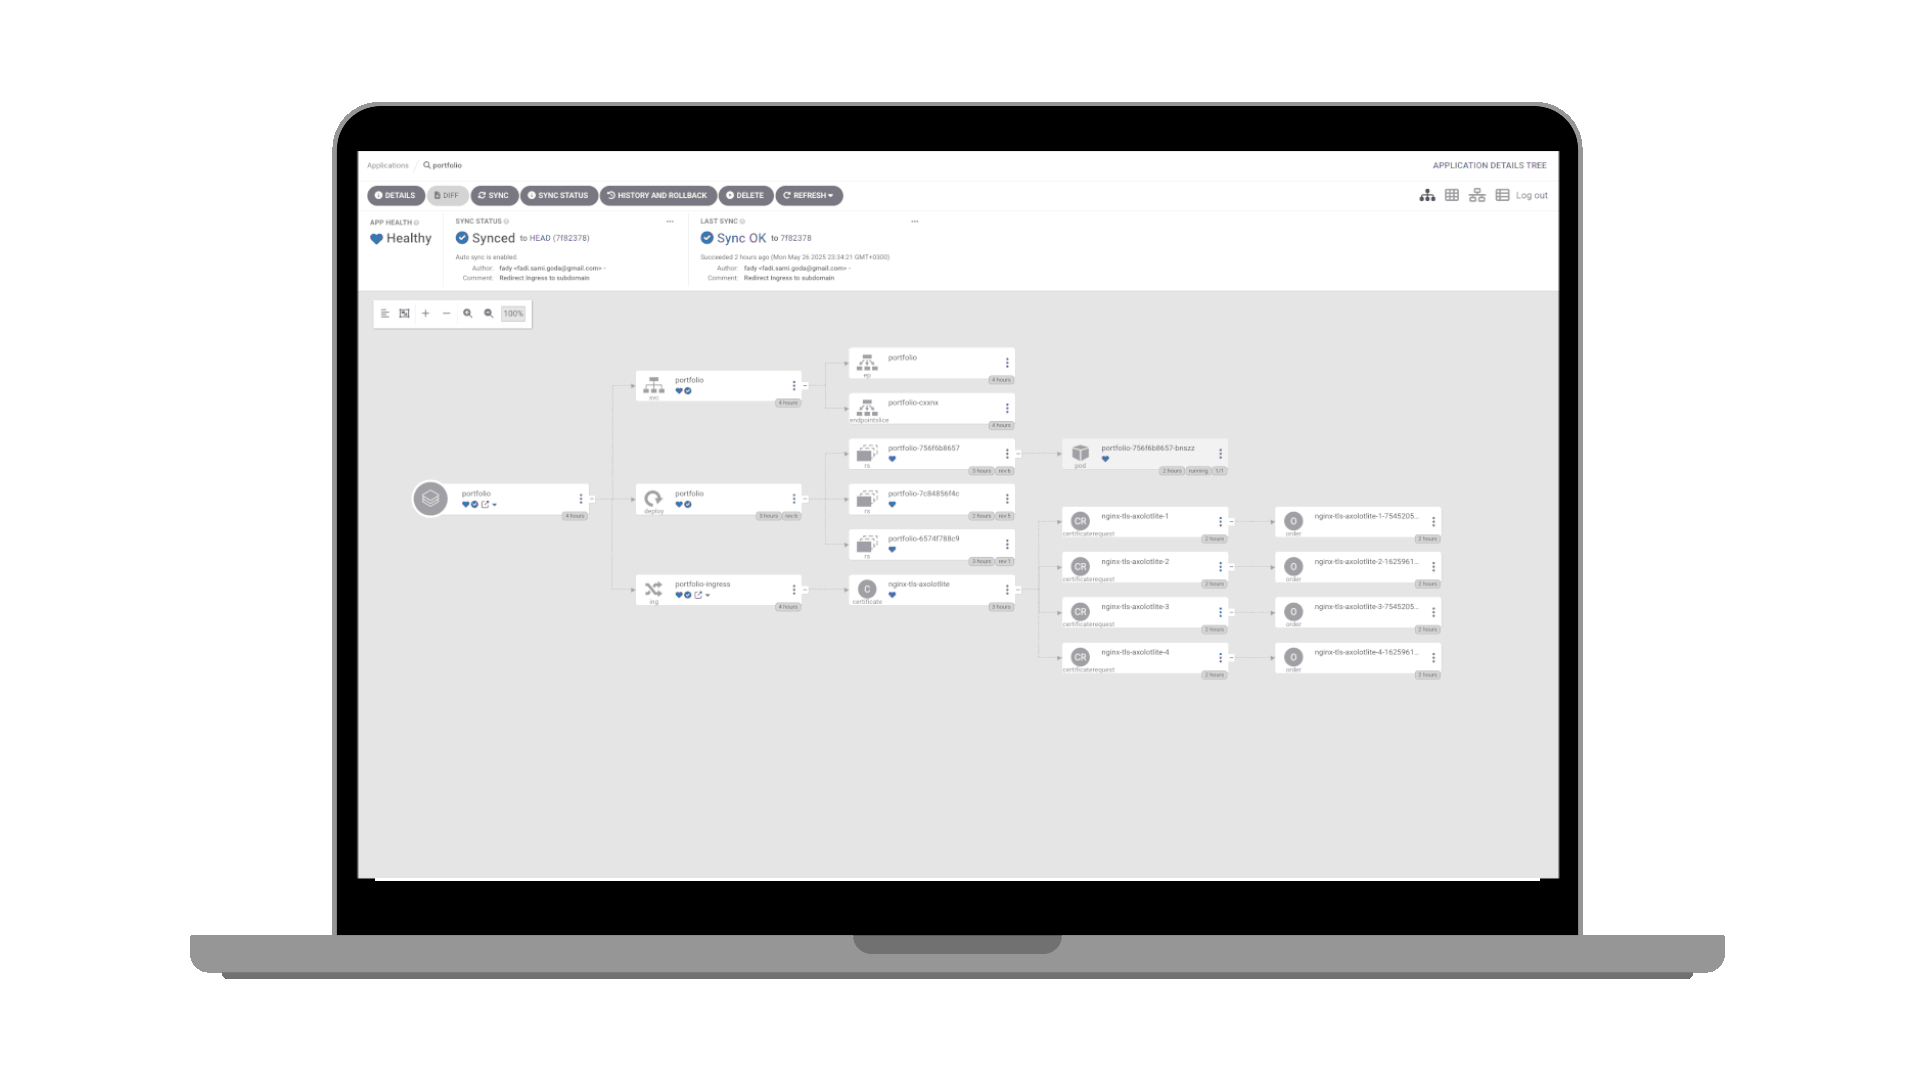 Applications / portfolio
APPLICATION DETAILS TREE
DETAILS DIFF SYNC SYNC STATUS HISTORY AND ROLLBACK DELETE REFRESH
Log out
APP HEALTH
Healthy
SYNC STATUS
Synced to HEAD (7f82378)
Auto sync is enabled.
Author: fady <fadi.sami.goda@gmail.com> -
Comment: Redirect Ingress to subdomain
LAST SYNC
Sync OK to 7f82378
Succeeded 2 hours ago (Mon May 26 2025 23:34:21 GMT+0300)
Author: fady <fadi.sami.goda@gmail.com> -
Comment: Redirect Ingress to subdomain
100%
portfolio
4 hours
portfolio
svc
4 hours
portfolio
deploy
3 hours rev:6
portfolio-ingress
ing
4 hours
portfolio
ep
4 hours
portfolio-cxxnx
endpointslice
4 hours
portfolio-756f6b8657
rs
3 hours rev:6
portfolio-7c84856f4c
rs
2 hours rev:5
portfolio-6574f788c9
rs
3 hours rev:1
nginx-tls-axolotlite
C
certificate
3 hours
portfolio-756f6b8657-bnszz
pod
2 hours running 1/1
nginx-tls-axolotlite-1
CR
certificaterequest
2 hours
nginx-tls-axolotlite-2
CR
certificaterequest
2 hours
nginx-tls-axolotlite-3
CR
certificaterequest
2 hours
nginx-tls-axolotlite-4
CR
certificaterequest
2 hours
nginx-tls-axolotlite-1-7545205...
O
order
2 hours
nginx-tls-axolotlite-2-1625961...
O
order
2 hours
nginx-tls-axolotlite-3-7545205...
O
order
2 hours
nginx-tls-axolotlite-4-1625961...
O
order
2 hours